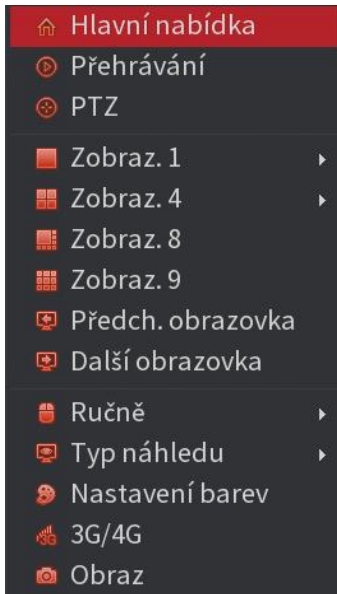 Hlavní nabídka
Přehrávání
PTZ
Zobraz. 1
Zobraz. 4
Zobraz. 8
Zobraz. 9
Předch. obrazovka
Další obrazovka
Ručně
Typ náhledu
Nastavení barev
3G 3G/4G
Obraz